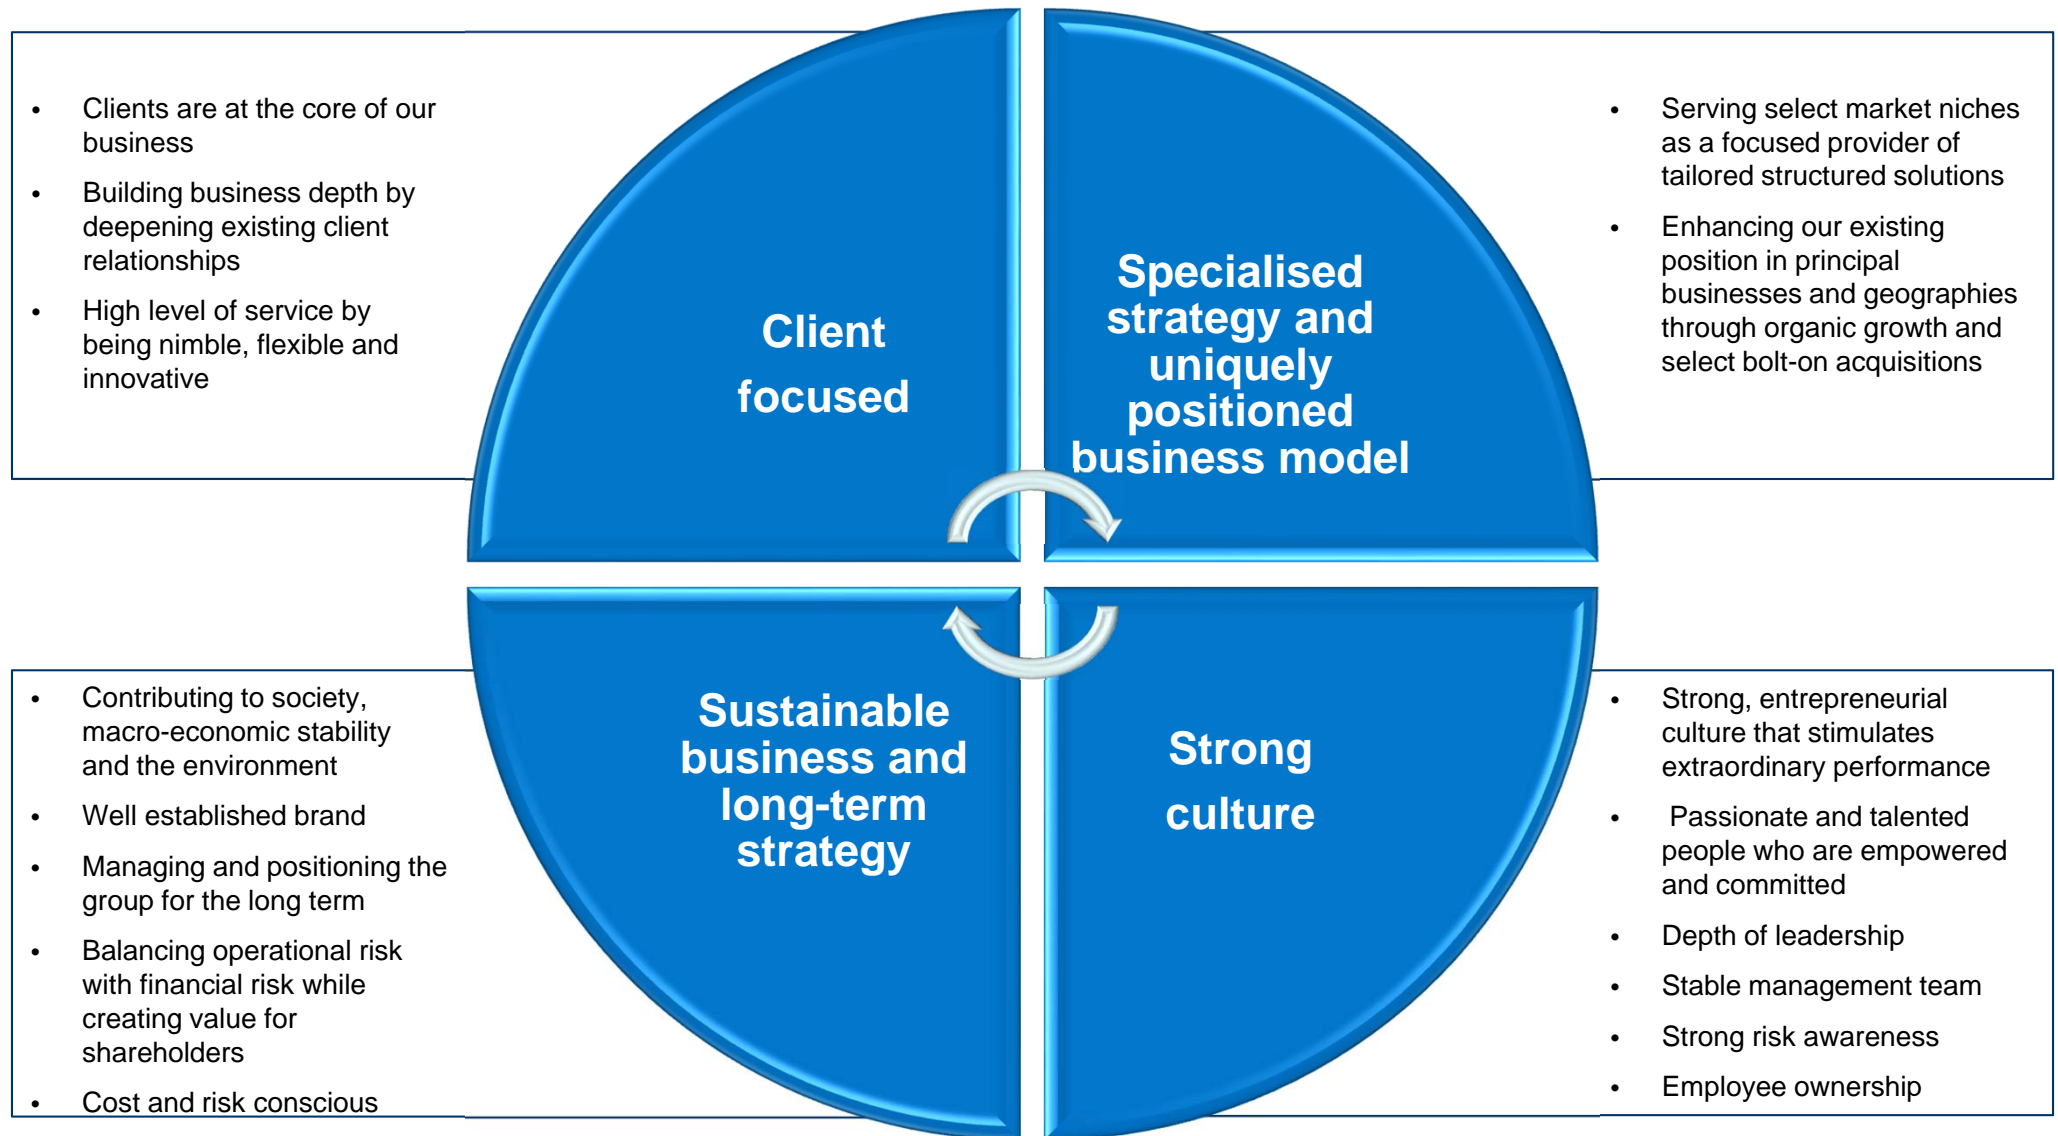 • Clients are at the core of our
business
• Building business depth by
deepening existing client
relationships
• High level of service by
being nimble, flexible and
innovative
Client
focused
Specialised
strategy and
uniquely
positioned
business model
• Serving select market niches
as a focused provider of
tailored structured solutions
• Enhancing our existing
position in principal
businesses and geographies
through organic growth and
select bolt-on acquisitions
• Contributing to society,
macro-economic stability
and the environment
• Well established brand
• Managing and positioning the
group for the long term
• Balancing operational risk
with financial risk while
creating value for
shareholders
• Cost and risk conscious
Sustainable
business and
long-term
strategy
Strong
culture
• Strong, entrepreneurial
culture that stimulates
extraordinary performance
• Passionate and talented
people who are empowered
and committed
• Depth of leadership
• Stable management team
• Strong risk awareness
• Employee ownership